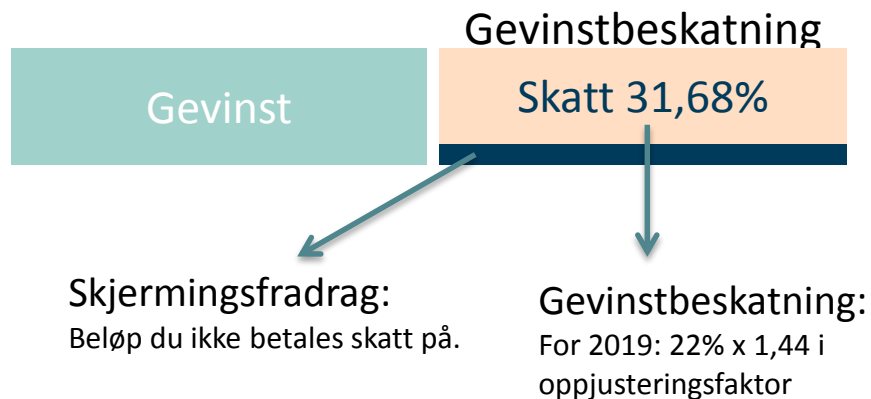 Gevinstbeskatning
Gevinst
Skatt 31,68%
Skjermingsfradrag:
Beløp du ikke betales skatt på.
Gevinstbeskatning:
For 2019: 22% x 1,44 i
oppjusteringsfaktor